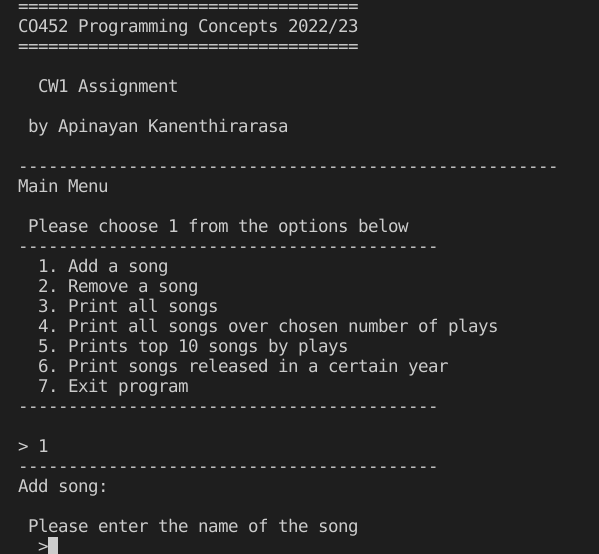 ==================================
CO452 Programming Concepts 2022/23
==================================
CW1 Assignment
by Apinayan Kanenthirarasa
------------------------------------------------------
Main Menu
Please choose 1 from the options below
------------------------------------------
1. Add a song
2. Remove a song
3. Print all songs
4. Print all songs over chosen number of plays
5. Prints top 10 songs by plays
6. Print songs released in a certain year
7. Exit program
------------------------------------------
> 1
------------------------------------------
Add song:
Please enter the name of the song
>